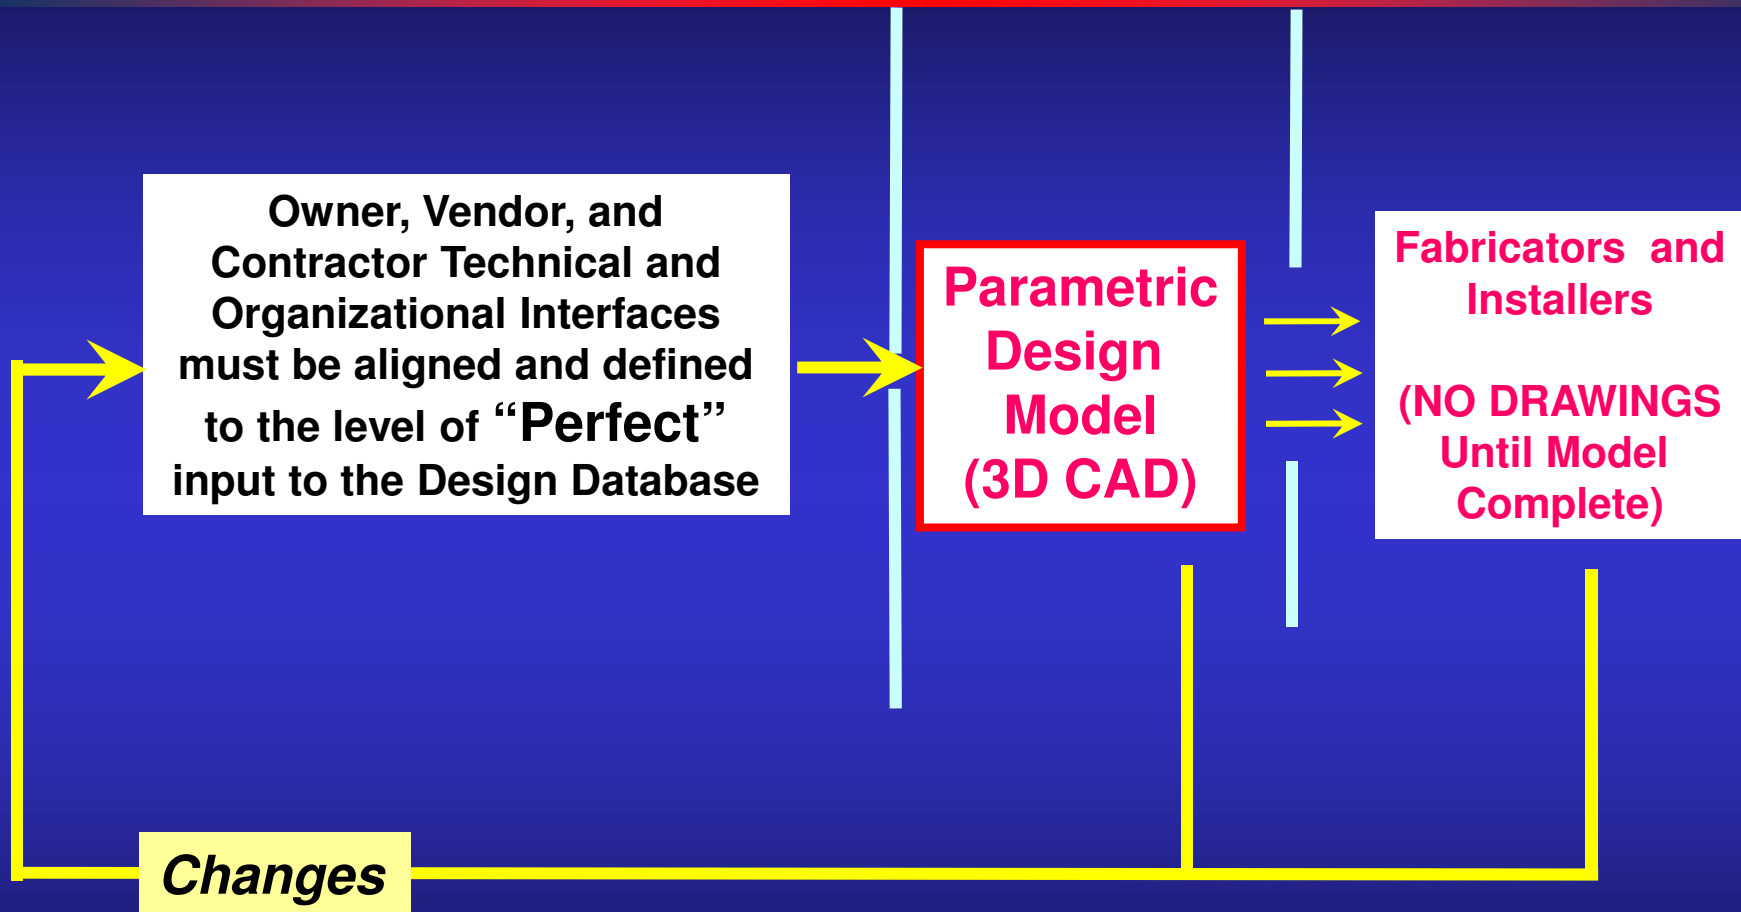 Owner, Vendor, and
Contractor Technical and
Organizational Interfaces
must be aligned and defined
to the level of “Perfect”
input to the Design Database
Parametric
Design
Model
(3D CAD)
Fabricators and
Installers
(NO DRAWINGS
Until Model
Complete)
Changes